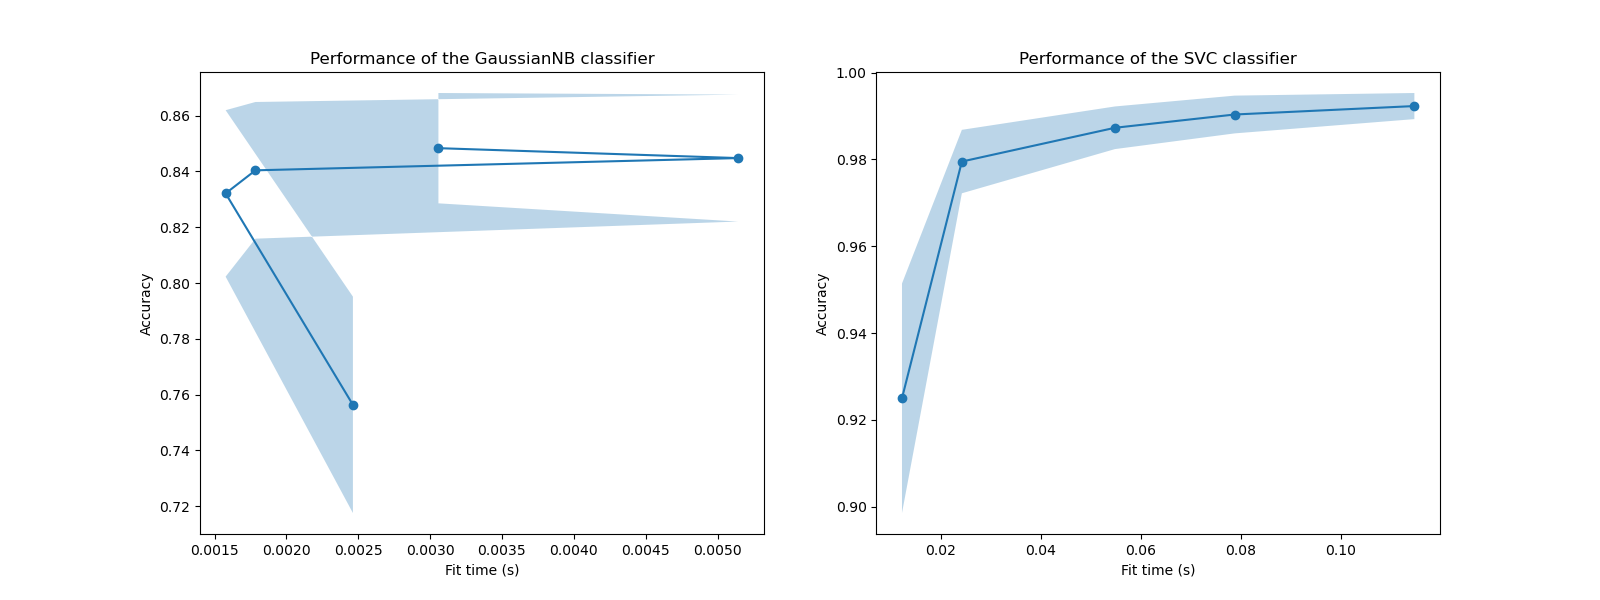 Performance of the GaussianNB classifier
Accuracy
0.86
0.84
0.82
0.80
0.78
0.76
0.74
0.72
0.0015 0.0020 0.0025 0.0030 0.0035 0.0040 0.0045 0.0050
Fit time (s)
Performance of the SVC classifier
Accuracy
1.00
0.98
0.96
0.94
0.92
0.90
0.02 0.04 0.06 0.08 0.10
Fit time (s)